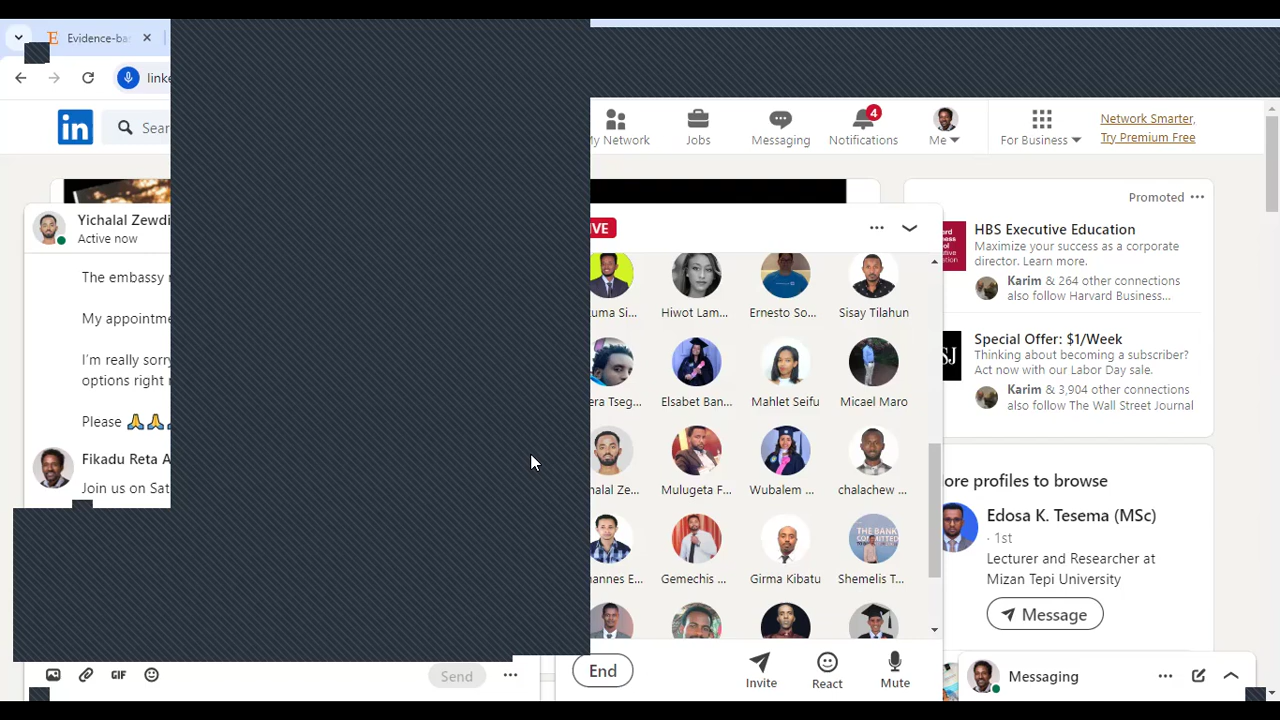 Evidence-ba
linke
in
Sear
My Network
Jobs
Messaging
4
Notifications
Me
For Business
Network Smarter,
Try Premium Free
Yichalal Zewdi
Active now
The embassy
My appointme
I'm really sorry
options right
Please 🙏🙏
Fikadu Reta A
Join us on Sat
GIF
Send
IVE
Hiwot Lam...
Ernesto So...
Sisay Tilahun
Elsabet Ban...
Mahlet Seifu
Micael Maro
halal Ze...
Mulugeta F...
Wubalem ...
chalachew ...
THE BANK
COMMITTED
annes E...
Gemechis ...
Girma Kibatu
Shemelis T...
End
Invite
React
Mute
Promoted
HBS Executive Education
Maximize your success as a corporate
director. Learn more.
Karim & 264 other connections
also follow Harvard Business...
SJ
Special Offer: $1/Week
Thinking about becoming a subscriber?
Act now with our Labor Day sale.
Karim & 3,904 other connections
also follow The Wall Street Journal
ore profiles to browse
Edosa K. Tesema (MSc)
· 1st
Lecturer and Researcher at
Mizan Tepi University
Message
Messaging